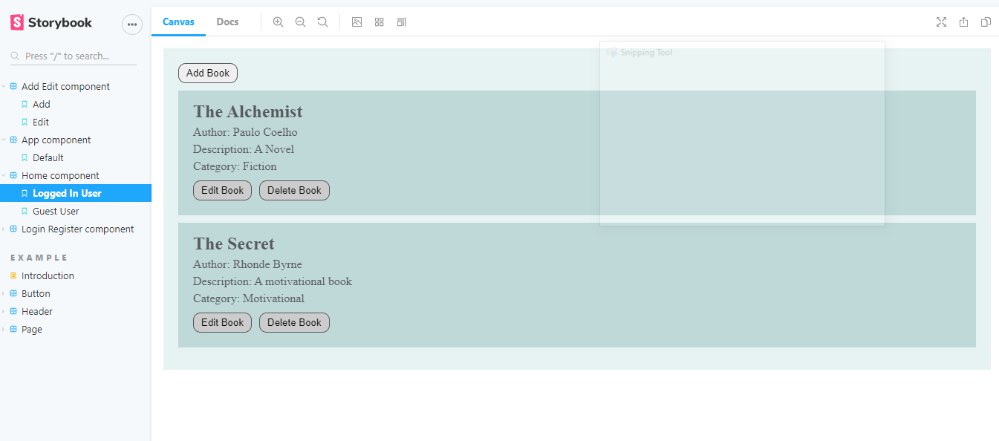 Storybook
Press "/" to search...
Add Edit component
Add
Edit
App component
Default
Home component
Logged In User
Guest User
Login Register component
EXAMPLE
Introduction
Button
Header
Page
Canvas
Docs
Snipping Tool
Add Book
The Alchemist
Author: Paulo Coelho
Description: A Novel
Category: Fiction
Edit Book Delete Book
The Secret
Author: Rhonde Byrne
Description: A motivational book
Category: Motivational
Edit Book Delete Book